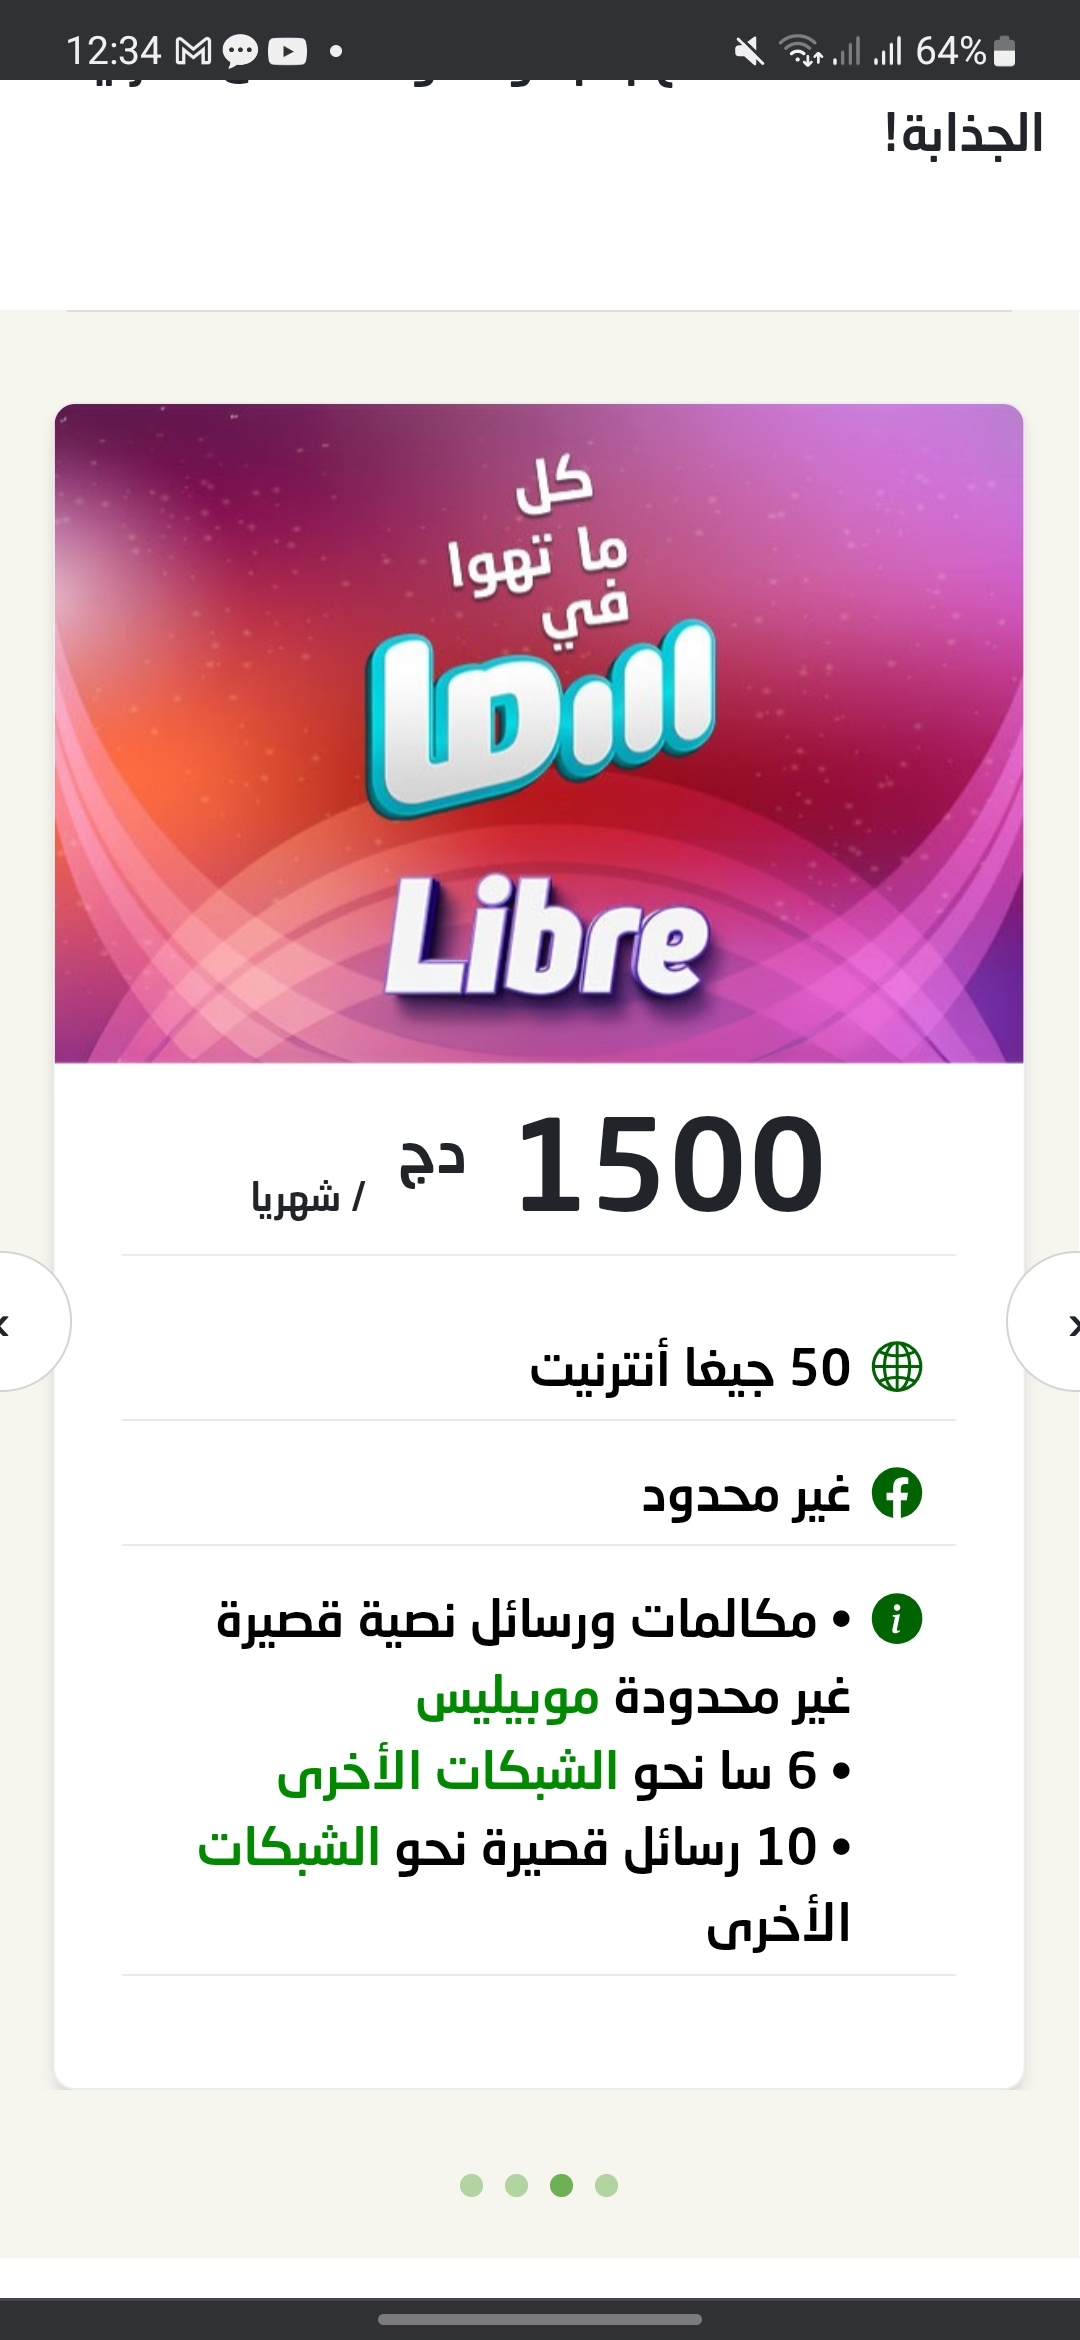 12:34
64%
الجذابة!
كل
ما تهوا
في
سما
Libre
1500 دج / شهريا
50 جيغا أنترنيت
غير محدود
• مكالمات ورسائل نصية قصيرة
غير محدودة موبيليس
• 6 سا نحو الشبكات الأخرى
• 10 رسائل قصيرة نحو الشبكات
الأخرى